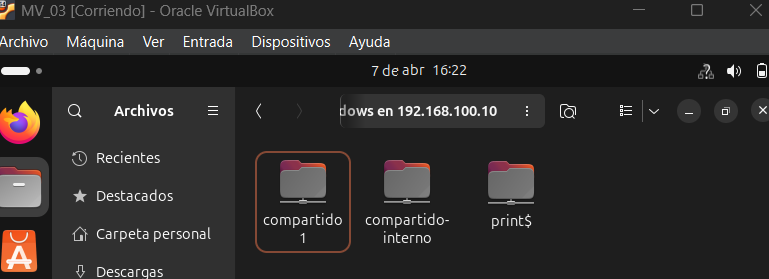 MV_03 [Corriendo] - Oracle VirtualBox
Archivo Máquina Ver Entrada Dispositivos Ayuda
7 de abr 16:22
Archivos
dows en 192.168.100.10
Recientes
Destacados
Carpeta personal
Descargas
compartido
1
compartido-
interno
print$